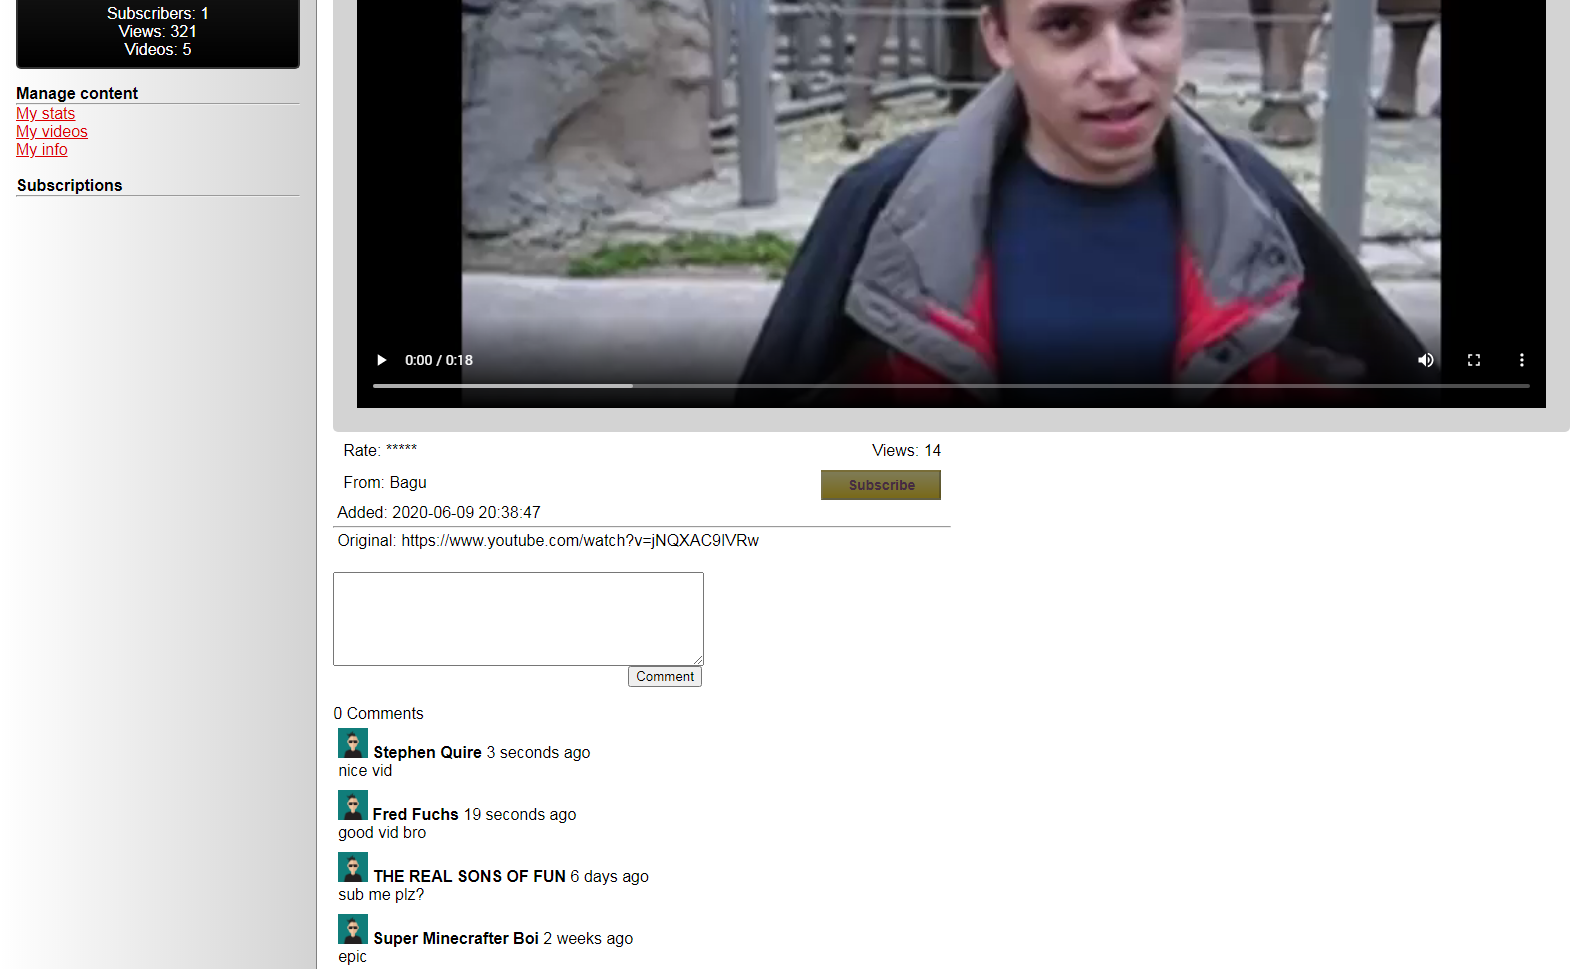 Subscribers: 1
Views: 321
Videos: 5
Manage content
My stats
My videos
My info
Subscriptions
0:00 / 0:18
Rate: *****
Views: 14
From: Bagu
Subscribe
Added: 2020-06-09 20:38:47
Original: https://www.youtube.com/watch?v=jNQXAC9IVRw
Comment
0 Comments
Stephen Quire 3 seconds ago
nice vid
Fred Fuchs 19 seconds ago
good vid bro
THE REAL SONS OF FUN 6 days ago
sub me plz?
Super Minecrafter Boi 2 weeks ago
epic